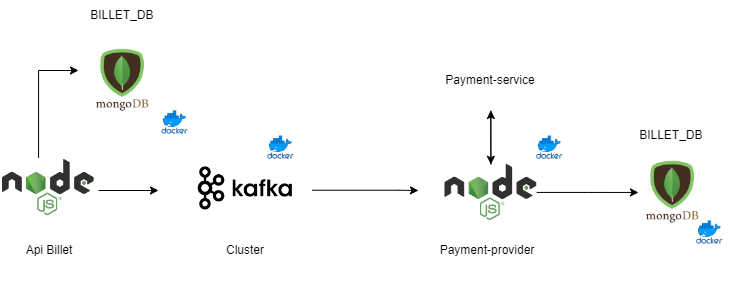 BILLET_DB
mongoDB
docker
Payment-service
BILLET_DB
docker
docker
node
JS
kafka
node
JS
mongoDB
docker
Api Billet
Cluster
Payment-provider